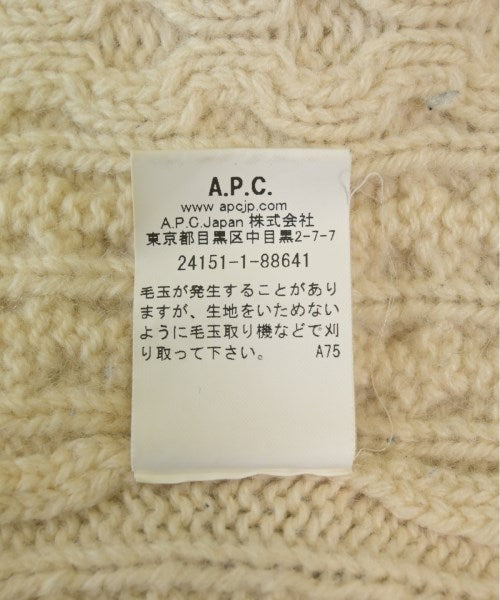 A.P.C.
www.apcjp.com
A.P.C.Japan 株式会社
東京都目黒区中目黒2-7-7
24151-1-88641
毛玉が発生することがあり
ますが、生地をいためない
ように毛玉取り機などで刈
り取って下さい。 A75